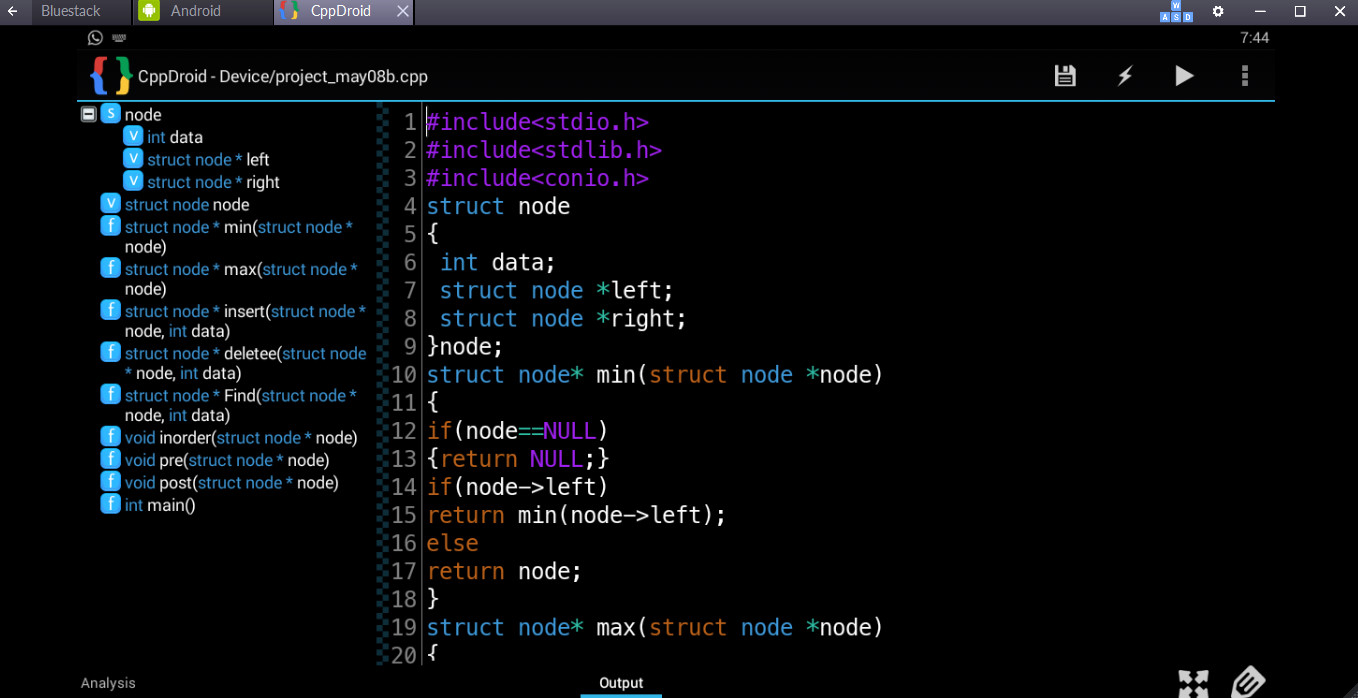 Bluestack Android CppDroid
W
A S D
7:44
CppDroid - Device/project_may08b.cpp
S node
V int data
V struct node * left
V struct node * right
V struct node node
f struct node * min(struct node *
node)
f struct node * max(struct node *
node)
f struct node * insert(struct node *
node, int data)
f struct node * deletee(struct node
* node, int data)
f struct node * Find(struct node *
node, int data)
f void inorder(struct node * node)
f void pre(struct node * node)
f void post(struct node * node)
f int main()
1 #include<stdio.h>
2 #include<stdlib.h>
3 #include<conio.h>
4 struct node
5 {
6  int data;
7  struct node *left;
8  struct node *right;
9 }node;
10 struct node* min(struct node *node)
11 {
12 if(node==NULL)
13 {return NULL;}
14 if(node->left)
15 return min(node->left);
16 else
17 return node;
18 }
19 struct node* max(struct node *node)
20 {
Analysis Output